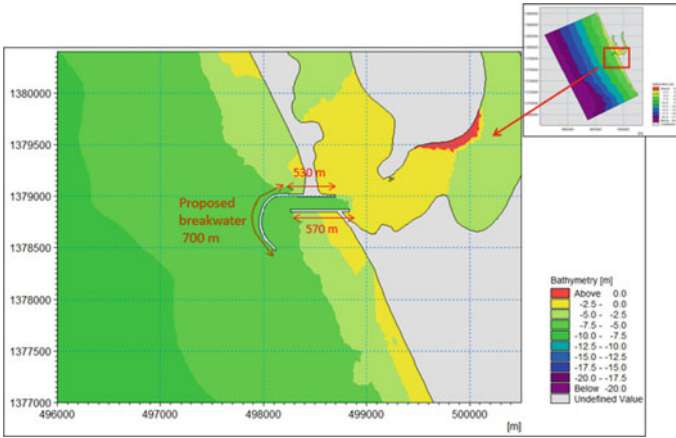 1380000
1379500
1379000
1378500
1378000
1377500
1377000
496000
497000
498000
499000
500000
[m]
530 m
Proposed
breakwater
700 m
570 m
Bathymetry [m]
Above 0.0
-2.5 - 0.0
-5.0 - -2.5
-7.5 - -5.0
-10.0 - -7.5
-12.5 - -10.0
-15.0 - -12.5
-17.5 - -15.0
-20.0 - -17.5
Below -20.0
Undefined Value